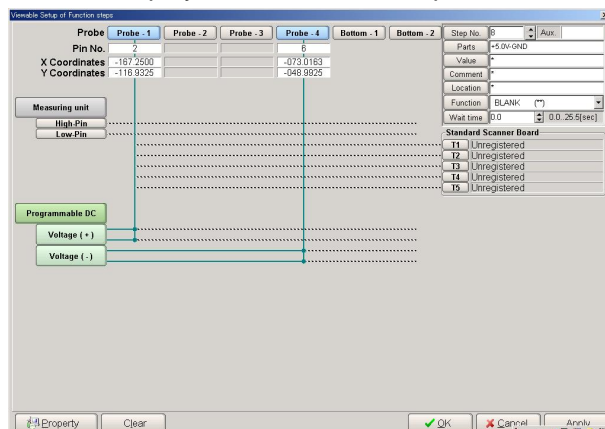 Viewable Setup of Function steps
Probe Probe - 1 Probe - 2 Probe - 3 Probe - 4 Bottom - 1 Bottom - 2
Pin No. 2 6
X Coordinates -167.2500 -073.0163
Y Coordinates -116.9325 -048.9925
Step No. 8 Aux.
Parts +5.0V-GND
Value *
Comment *
Location *
Function BLANK (**)
Wait time 0.0 0.0..25.5[sec]
Measuring unit
High-Pin
Low-Pin
Standard Scanner Board
T1 Unregistered
T2 Unregistered
T3 Unregistered
T4 Unregistered
T5 Unregistered
Programmable DC
Voltage ( + )
Voltage ( - )
Property Clear OK Cancel Apply